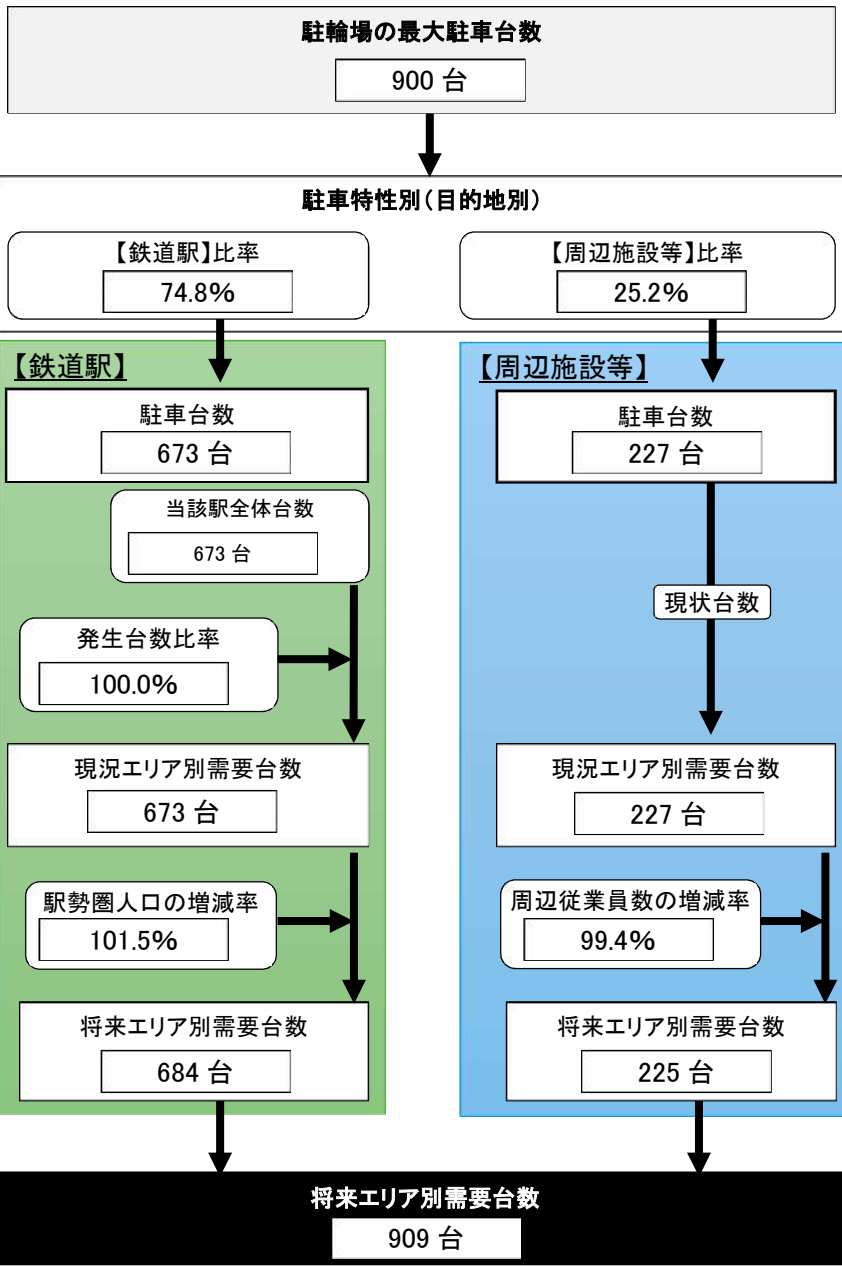 駐輪場の最大駐車台数
900 台
駐車特性別（目的地別）
【鉄道駅】比率
74.8%
【周辺施設等】比率
25.2%
【鉄道駅】
駐車台数
673 台
当該駅全体台数
673 台
発生台数比率
100.0%
現況エリア別需要台数
673 台
駅勢圏人口の増減率
101.5%
将来エリア別需要台数
684 台
【周辺施設等】
駐車台数
227 台
現状台数
現況エリア別需要台数
227 台
周辺従業員数の増減率
99.4%
将来エリア別需要台数
225 台
将来エリア別需要台数
909 台